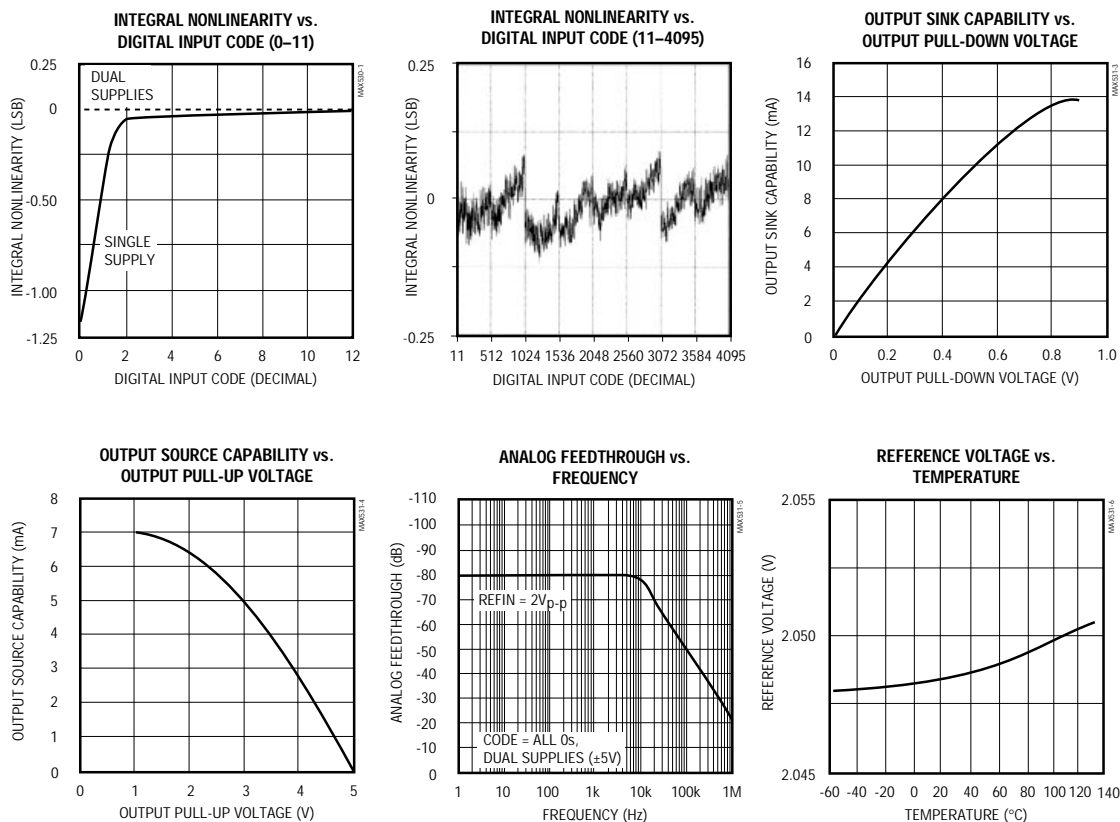 INTEGRAL NONLINEARITY vs.
DIGITAL INPUT CODE (0–11)
0.25
0
-0.50
-1.00
-1.25
INTEGRAL NONLINEARITY (LSB)
DUAL
SUPPLIES
SINGLE
SUPPLY
0 2 4 6 8 10 12
DIGITAL INPUT CODE (DECIMAL)
MAX530-1
INTEGRAL NONLINEARITY vs.
DIGITAL INPUT CODE (11–4095)
0.25
0
-0.25
INTEGRAL NONLINEARITY (LSB)
11 512 1024 1536 2048 2560 3072 3584 4095
DIGITAL INPUT CODE (DECIMAL)
OUTPUT SINK CAPABILITY vs.
OUTPUT PULL-DOWN VOLTAGE
16
14
12
10
8
6
4
2
0
OUTPUT SINK CAPABILITY (mA)
0 0.2 0.4 0.6 0.8 1.0
OUTPUT PULL-DOWN VOLTAGE (V)
MAX531-3
OUTPUT SOURCE CAPABILITY vs.
OUTPUT PULL-UP VOLTAGE
8
7
6
5
4
3
2
1
0
OUTPUT SOURCE CAPABILITY (mA)
0 1 2 3 4 5
OUTPUT PULL-UP VOLTAGE (V)
MAX531-4
ANALOG FEEDTHROUGH vs.
FREQUENCY
-110
-100
-90
-80
-70
-60
-50
-40
-30
-20
-10
0
ANALOG FEEDTHROUGH (dB)
REFIN = 2Vp-p
CODE = ALL 0s,
DUAL SUPPLIES (±5V)
1 10 100 1k 10k 100k 1M
FREQUENCY (Hz)
MAX531-5
REFERENCE VOLTAGE vs.
TEMPERATURE
2.055
2.050
2.045
REFERENCE VOLTAGE (V)
-60 -40 -20 0 20 40 60 80 100 120 140
TEMPERATURE (°C)
MAX531-6